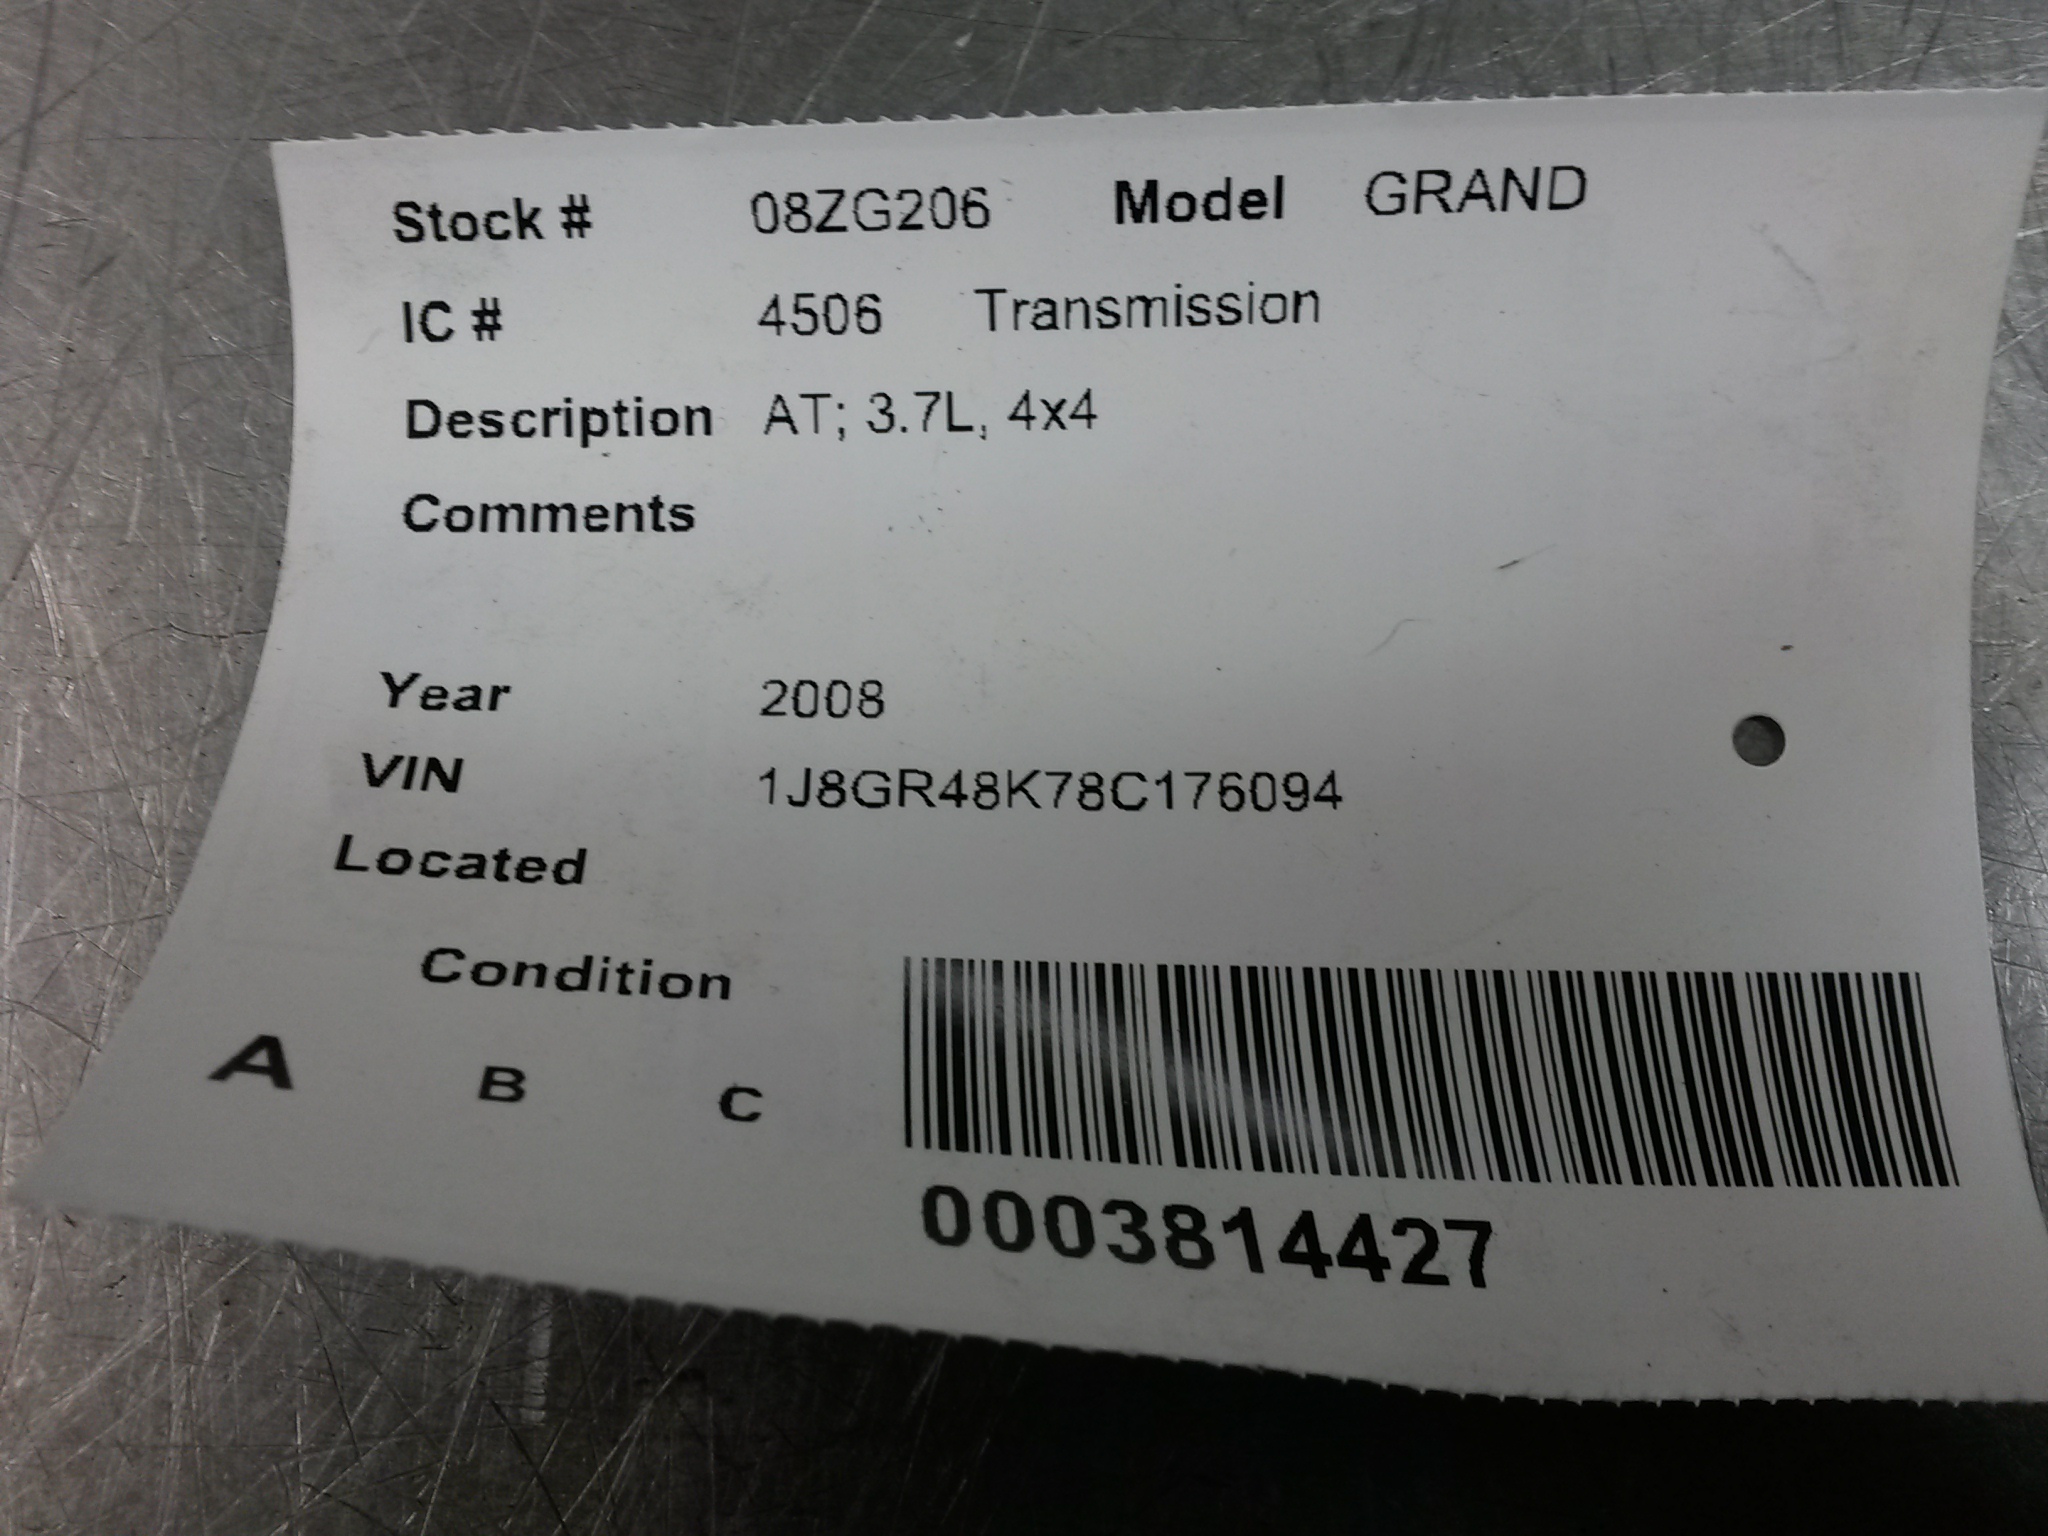 Stock # 08ZG206 Model GRAND
IC # 4506 Transmission
Description AT; 3.7L, 4x4
Comments
Year 2008
VIN 1J8GR48K78C176094
Located
Condition
A B C
0003814427